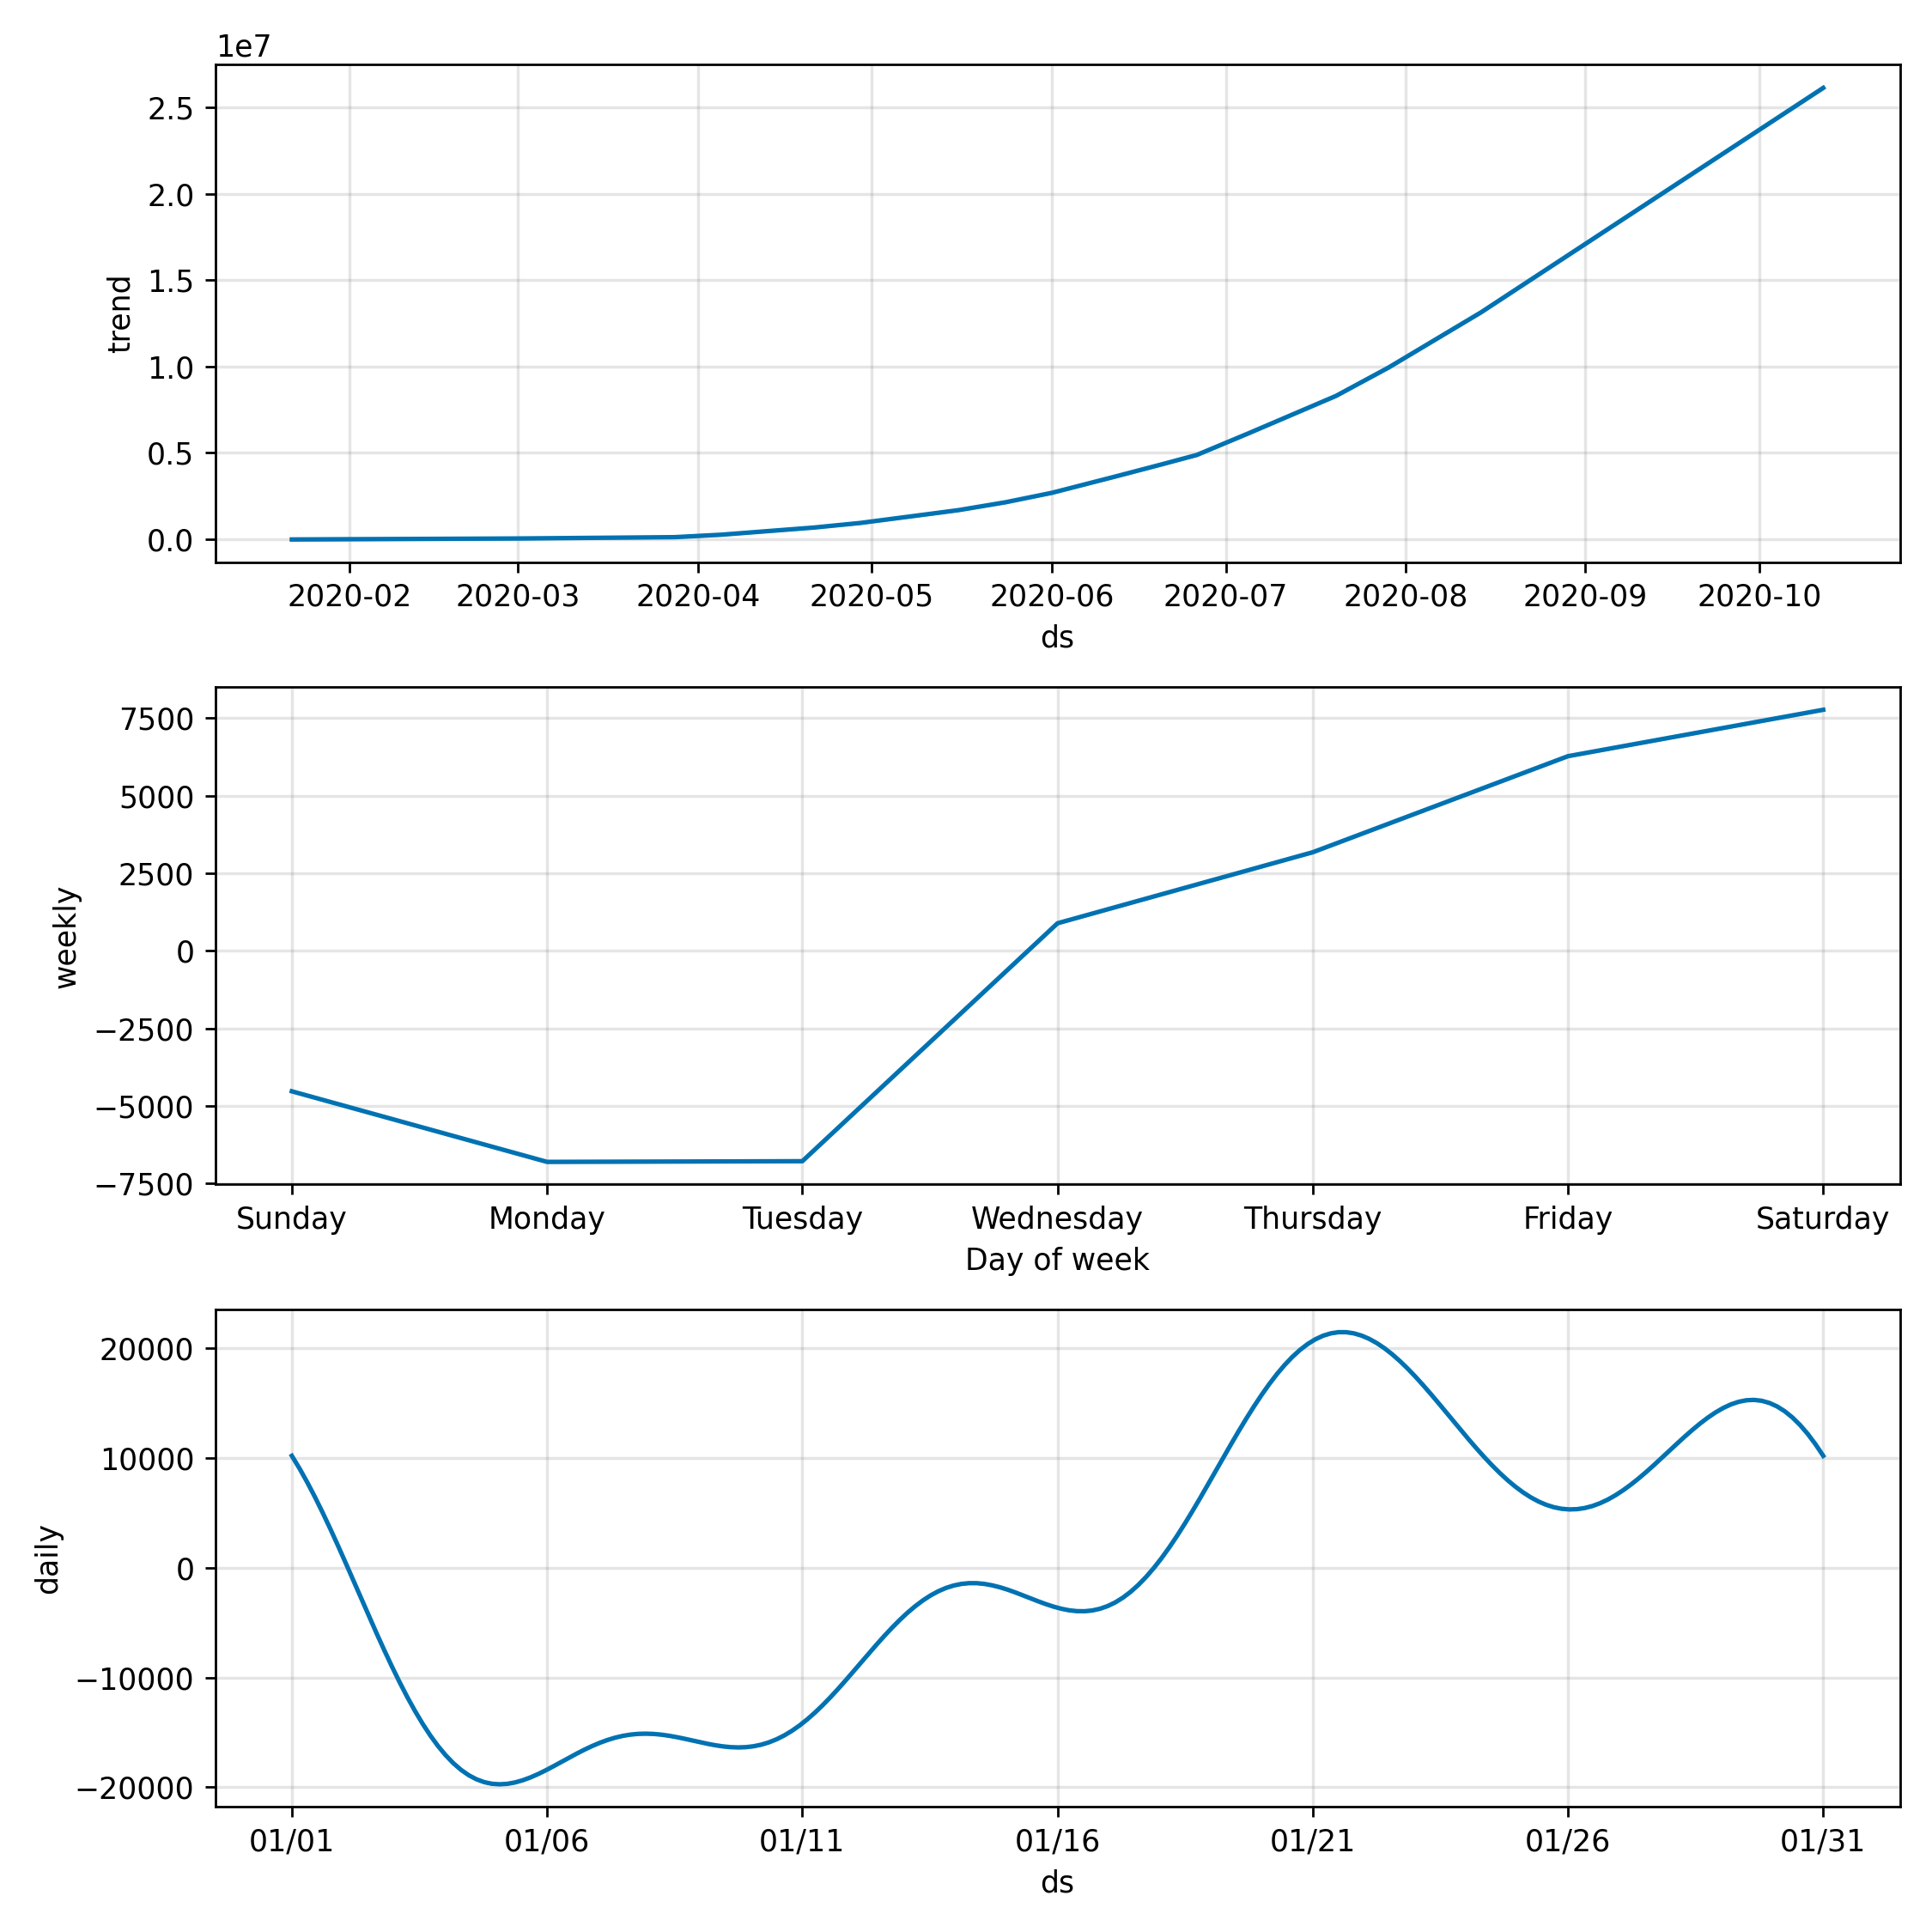 1e7
2.5
2.0
1.5
1.0
0.5
0.0
trend
2020-02 2020-03 2020-04 2020-05 2020-06 2020-07 2020-08 2020-09 2020-10
ds
7500
5000
2500
0
−2500
−5000
−7500
weekly
Sunday Monday Tuesday Wednesday Thursday Friday Saturday
Day of week
20000
10000
0
−10000
−20000
daily
01/01 01/06 01/11 01/16 01/21 01/26 01/31
ds